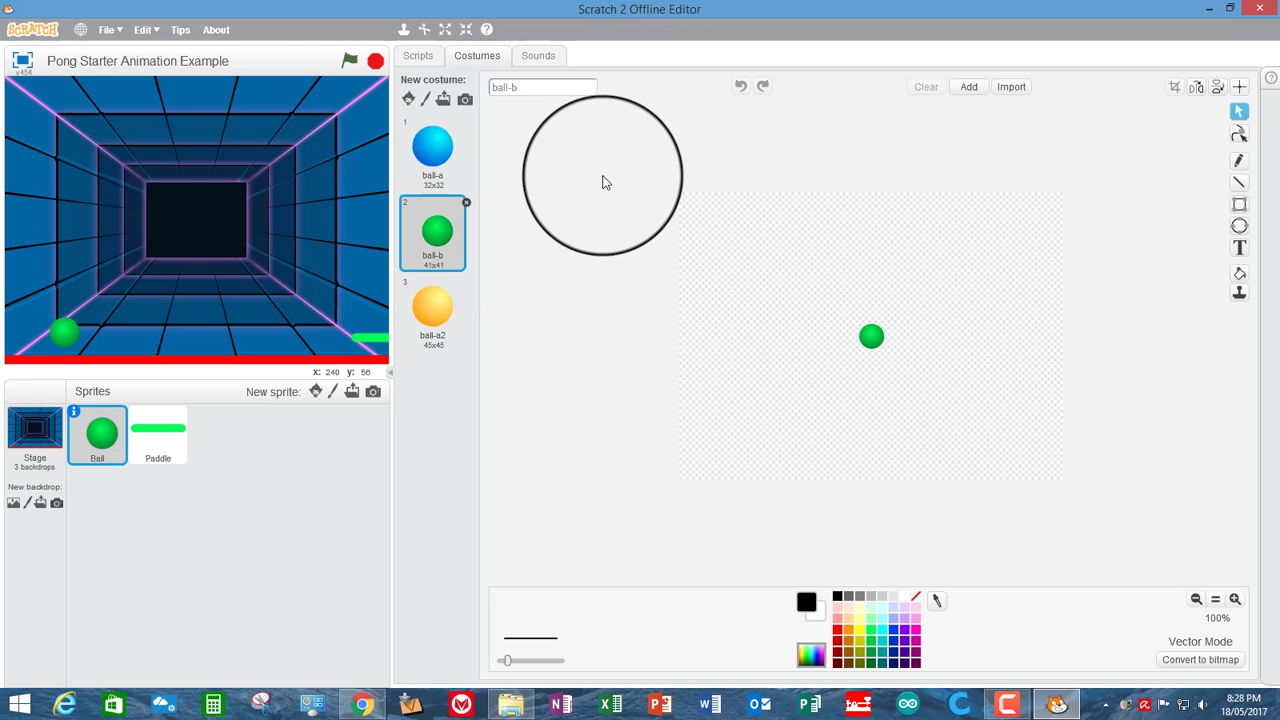 Scratch 2 Offline Editor
SCRATCH File Edit Tips About
Pong Starter Animation Example
v454
Scripts Costumes Sounds
New costume:
ball-b
Clear Add Import
1
ball-a
32x32
2
ball-b
41x41
3
ball-a2
45x45
x: 240 y: 56
Sprites New sprite:
Stage
3 backdrops
New backdrop:
Ball
Paddle
T
100%
Vector Mode
Convert to bitmap
8:28 PM
18/05/2017